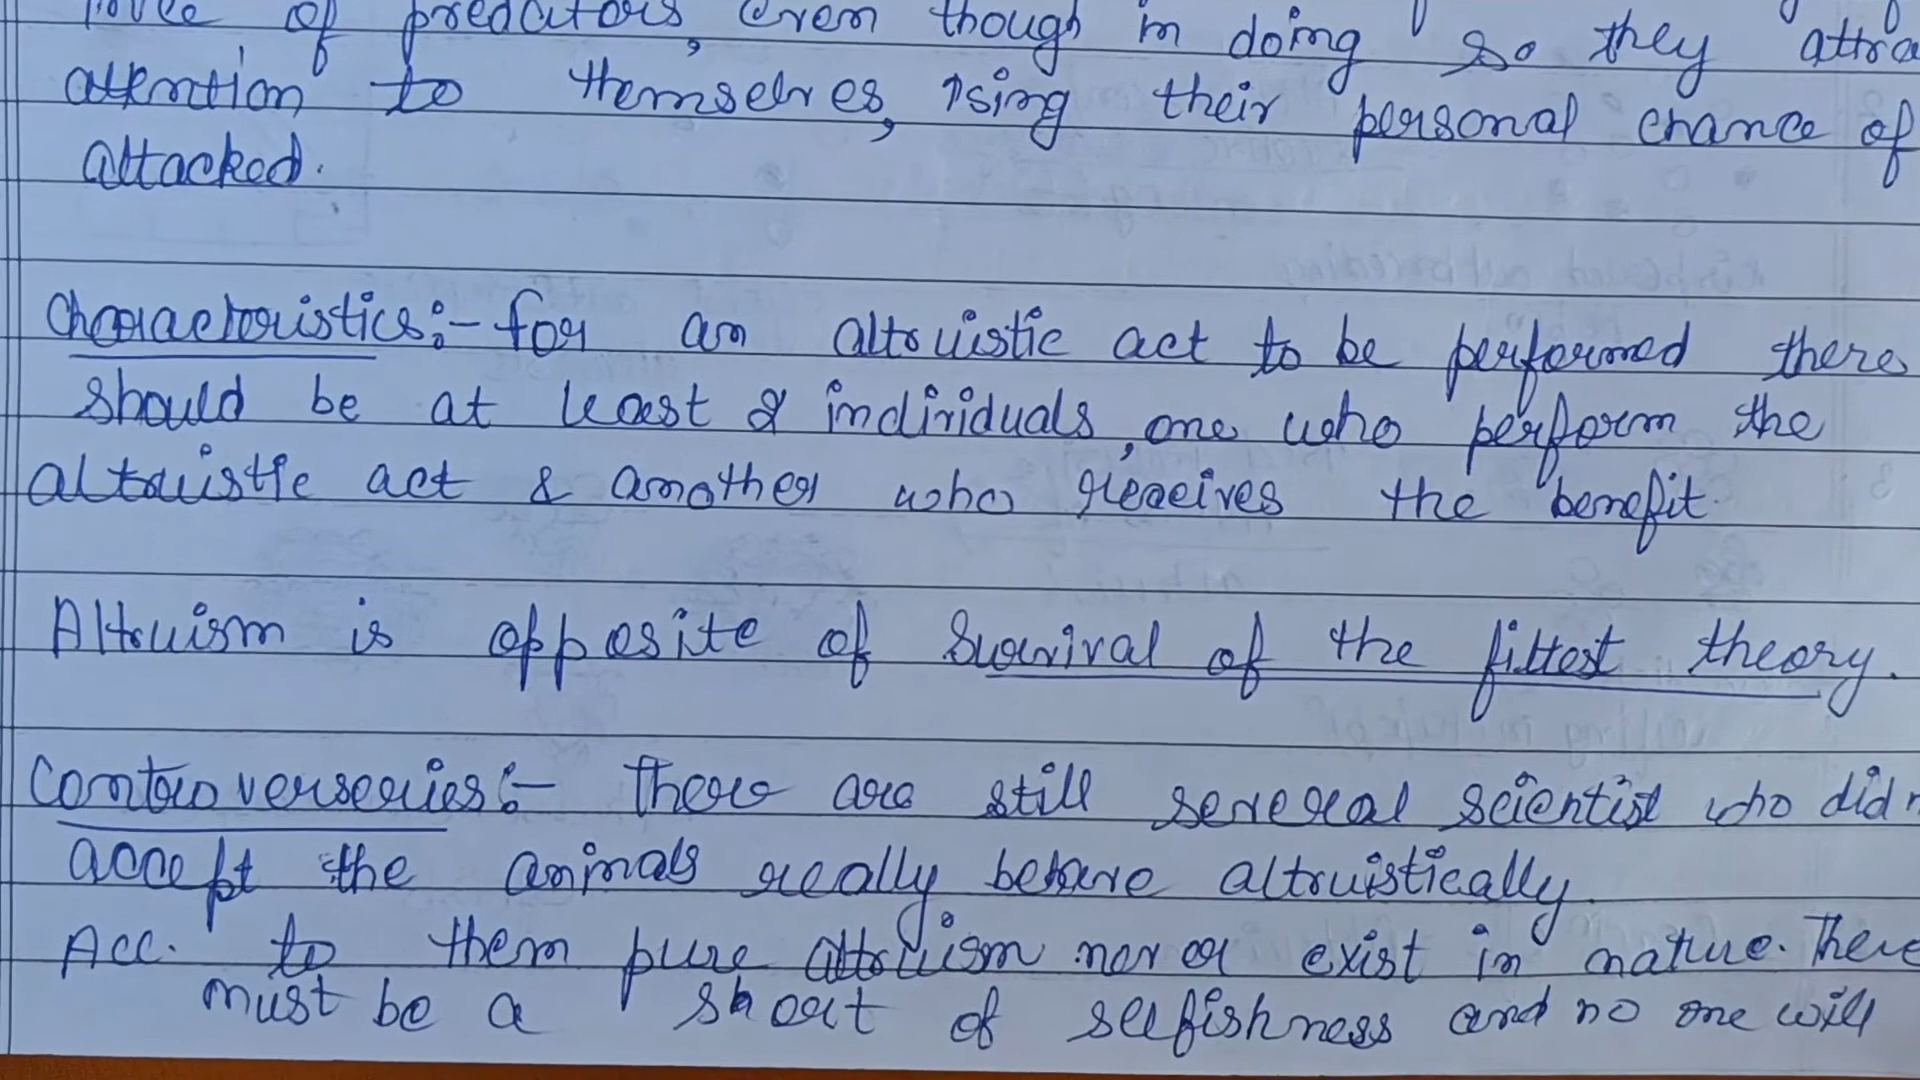 of predators, even though in doing so they attra
attention to themselves, rising their personal chance of
attacked.
Characteristics:- for an altruistic act to be performed there
should be at least 2 individuals, one who perform the
altruistic act & another who receives the benefit.
Altruism is opposite of Survival of the fittest theory.
Controverseries:- there are still several scientist who didn
accept the animals really behave altruistically.
Acc. to them pure altruism never exist in nature. There
must be a short of selfishness and no one will